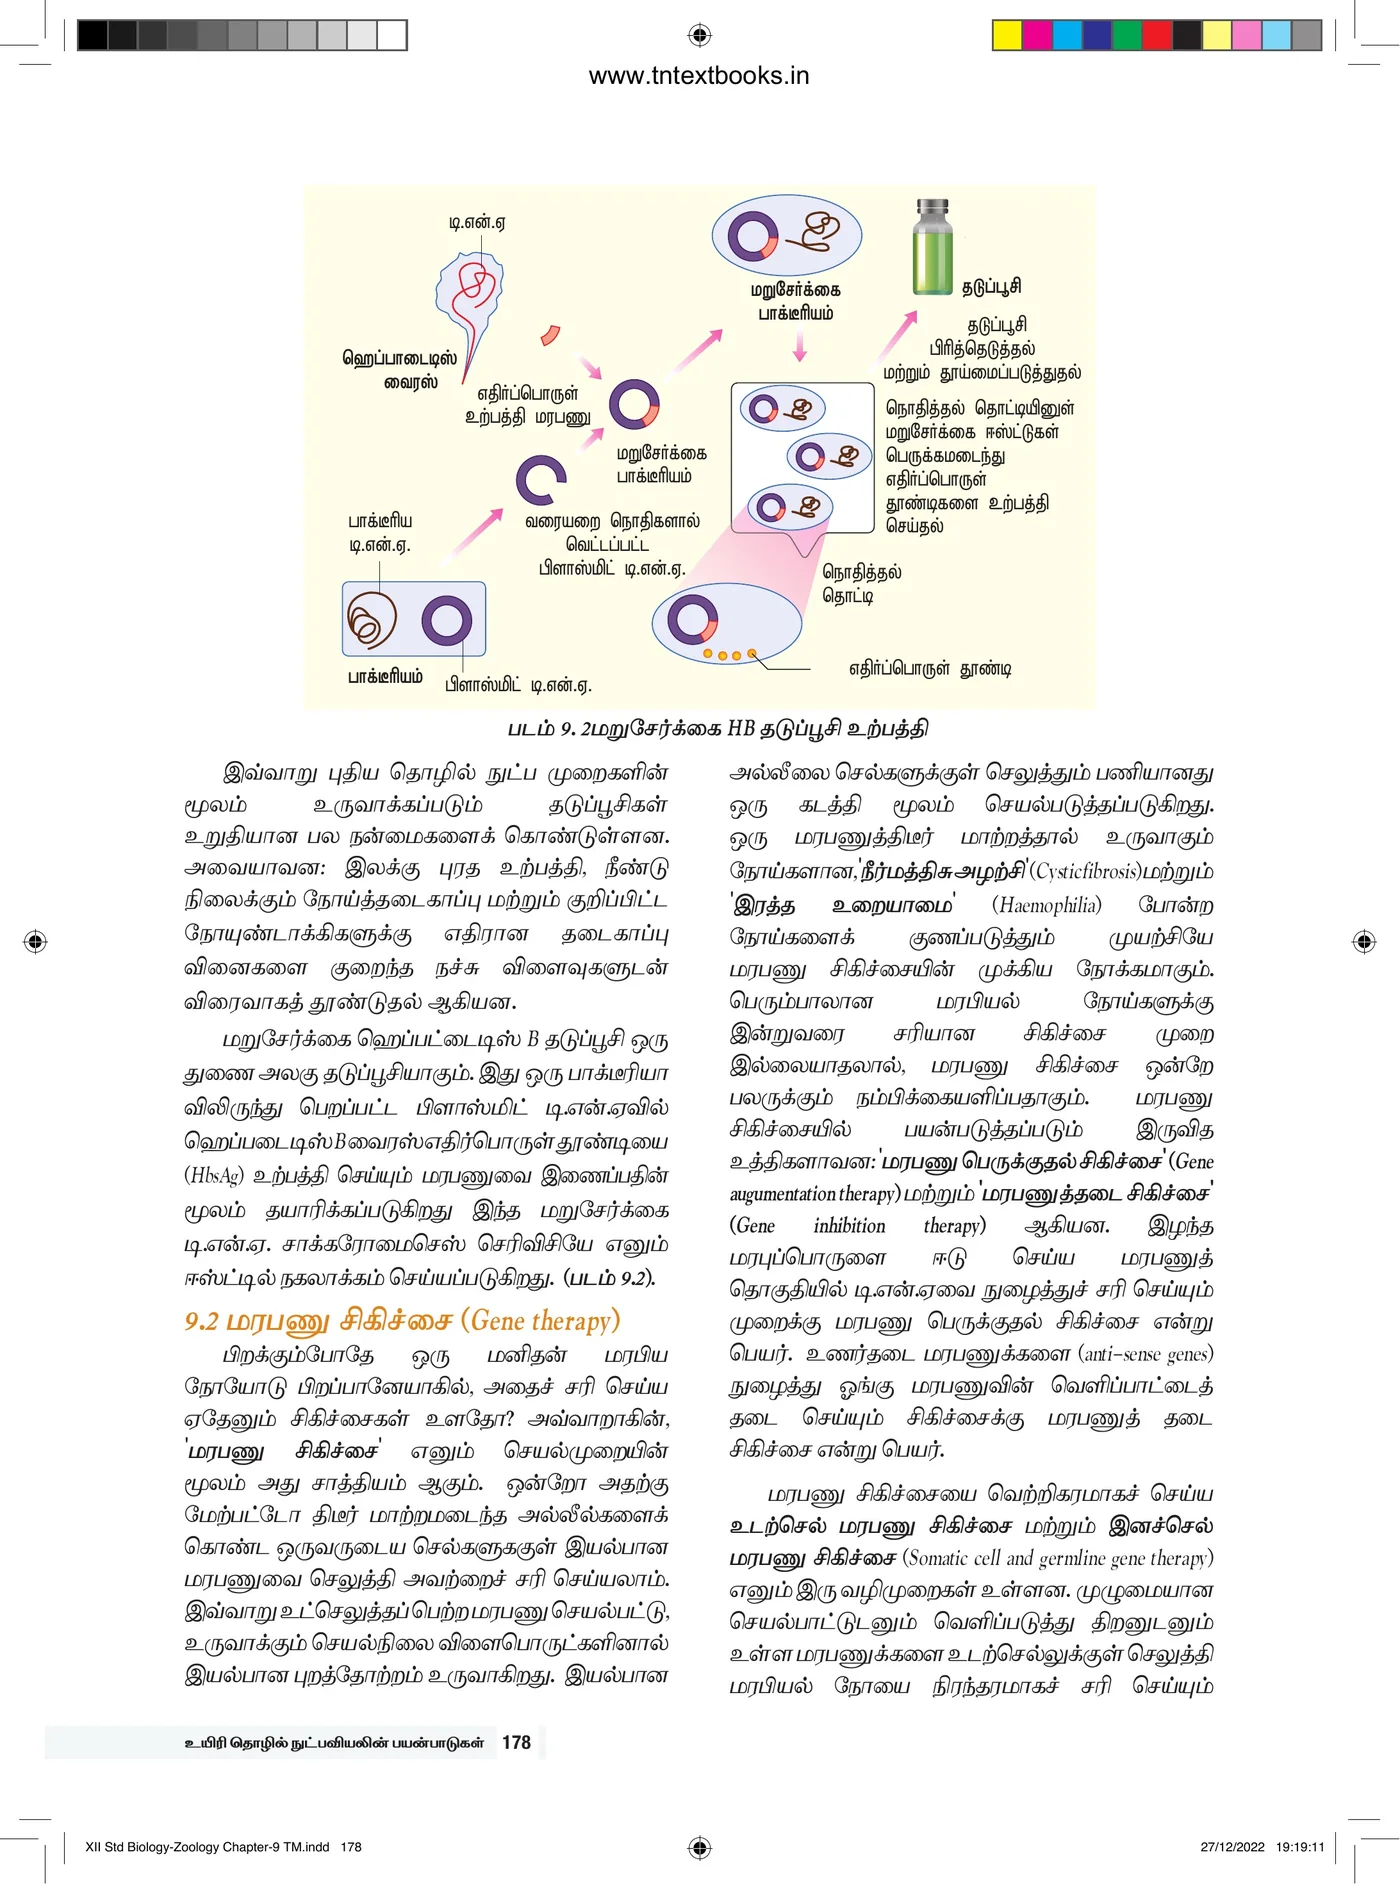 www.tntextbooks.in
டி.என்.ஏ
ஹெப்பாடைடிஸ்
வைரஸ்
எதிர்ப்பொருள்
உற்பத்தி மரபணு
மறுசேர்க்கை
பாக்டீரியம்
மறுசேர்க்கை
பாக்டீரியம்
தடுப்பூசி
தடுப்பூசி
பிரித்தெடுத்தல்
மற்றும் தூய்மைப்படுத்துதல்
நொதித்தல் தொட்டியினுள்
மறுசேர்க்கை ஈஸ்ட்டுகள்
பெருக்கமடைந்து
எதிர்ப்பொருள்
தூண்டிகளை உற்பத்தி
செய்தல்
பாக்டீரிய
டி.என்.ஏ.
வரையறை நொதிகளால்
வெட்டப்பட்ட
பிளாஸ்மிட் டி.என்.ஏ.
நொதித்தல்
தொட்டி
பாக்டீரியம்
பிளாஸ்மிட் டி.என்.ஏ.
எதிர்ப்பொருள் தூண்டி
படம் 9. 2மறுசேர்க்கை HB தடுப்பூசி உற்பத்தி
இவ்வாறு புதிய தொழில் நுட்ப முறைகளின்
மூலம் உருவாக்கப்படும் தடுப்பூசிகள்
உறுதியான பல நன்மைகளைக் கொண்டுள்ளன.
அவையாவன: இலக்கு புரத உற்பத்தி, நீண்டு
நிலைக்கும் நோய்த்தடைகாப்பு மற்றும் குறிப்பிட்ட
நோயுண்டாக்கிகளுக்கு எதிரான தடைகாப்பு
வினைகளை குறைந்த நச்சு விளைவுகளுடன்
விரைவாகத் தூண்டுதல் ஆகியன.
மறுசேர்க்கை ஹெப்பட்டைடிஸ் B தடுப்பூசி ஒரு
துணை அலகு தடுப்பூசியாகும். இது ஒரு பாக்டீரியா
விலிருந்து பெறப்பட்ட பிளாஸ்மிட் டி.என்.ஏவில்
ஹெப்படைடிஸ் B வைரஸ் எதிர்பொருள் தூண்டியை
(HbsAg) உற்பத்தி செய்யும் மரபணுவை இணைப்பதின்
மூலம் தயாரிக்கப்படுகிறது இந்த மறுசேர்க்கை
டி.என்.ஏ. சாக்கரோமைசெஸ் செரிவிசியே எனும்
ஈஸ்ட்டில் நகலாக்கம் செய்யப்படுகிறது. (படம் 9.2).
9.2 மரபணு சிகிச்சை (Gene therapy)
பிறக்கும்போதே ஒரு மனிதன் மரபிய
நோயோடு பிறப்பானேயாகில், அதைச் சரி செய்ய
ஏதேனும் சிகிச்சைகள் உளதோ? அவ்வாறாகின்,
'மரபணு சிகிச்சை' எனும் செயல்முறையின்
மூலம் அது சாத்தியம் ஆகும். ஒன்றோ அதற்கு
மேற்பட்டோ திடீர் மாற்றமடைந்த அல்லீல்களைக்
கொண்ட ஒருவருடைய செல்களுககுள் இயல்பான
மரபணுவை செலுத்தி அவற்றைச் சரி செய்யலாம்.
இவ்வாறு உட்செலுத்தப் பெற்ற மரபணு செயல்பட்டு,
உருவாக்கும் செயல்நிலை விளைபொருட்களினால்
இயல்பான புறத்தோற்றம் உருவாகிறது. இயல்பான
அல்லீலை செல்களுக்குள் செலுத்தும் பணியானது
ஒரு கடத்தி மூலம் செயல்படுத்தப்படுகிறது.
ஒரு மரபணுத்திடீர் மாற்றத்தால் உருவாகும்
நோய்களான,'நீர்மத்திசு அழற்சி' (Cysticfibrosis)மற்றும்
'இரத்த உறையாமை' (Haemophilia) போன்ற
நோய்களைக் குணப்படுத்தும் முயற்சியே
மரபணு சிகிச்சையின் முக்கிய நோக்கமாகும்.
பெரும்பாலான மரபியல் நோய்களுக்கு
இன்றுவரை சரியான சிகிச்சை முறை
இல்லையாதலால், மரபணு சிகிச்சை ஒன்றே
பலருக்கும் நம்பிக்கையளிப்பதாகும். மரபணு
சிகிச்சையில் பயன்படுத்தப்படும் இருவித
உத்திகளாவன: 'மரபணு பெருக்குதல் சிகிச்சை' (Gene
augumentation therapy) மற்றும் 'மரபணுத்தடை சிகிச்சை'
(Gene inhibition therapy) ஆகியன. இழந்த
மரபுப்பொருளை ஈடு செய்ய மரபணுத்
தொகுதியில் டி.என்.ஏவை நுழைத்துச் சரி செய்யும்
முறைக்கு மரபணு பெருக்குதல் சிகிச்சை என்று
பெயர். உணர்தடை மரபணுக்களை (anti-sense genes)
நுழைத்து ஓங்கு மரபணுவின் வெளிப்பாட்டைத்
தடை செய்யும் சிகிச்சைக்கு மரபணுத் தடை
சிகிச்சை என்று பெயர்.
மரபணு சிகிச்சையை வெற்றிகரமாகச் செய்ய
உடற்செல் மரபணு சிகிச்சை மற்றும் இனச்செல்
மரபணு சிகிச்சை (Somatic cell and germline gene therapy)
எனும் இரு வழிமுறைகள் உள்ளன. முழுமையான
செயல்பாட்டுடனும் வெளிப்படுத்து திறனுடனும்
உள்ள மரபணுக்களை உடற்செல்லுக்குள் செலுத்தி
மரபியல் நோயை நிரந்தரமாகச் சரி செய்யும்
உயிரி தொழில் நுட்பவியலின் பயன்பாடுகள் 178
XII Std Biology-Zoology Chapter-9 TM.indd 178
27/12/2022 19:19:11